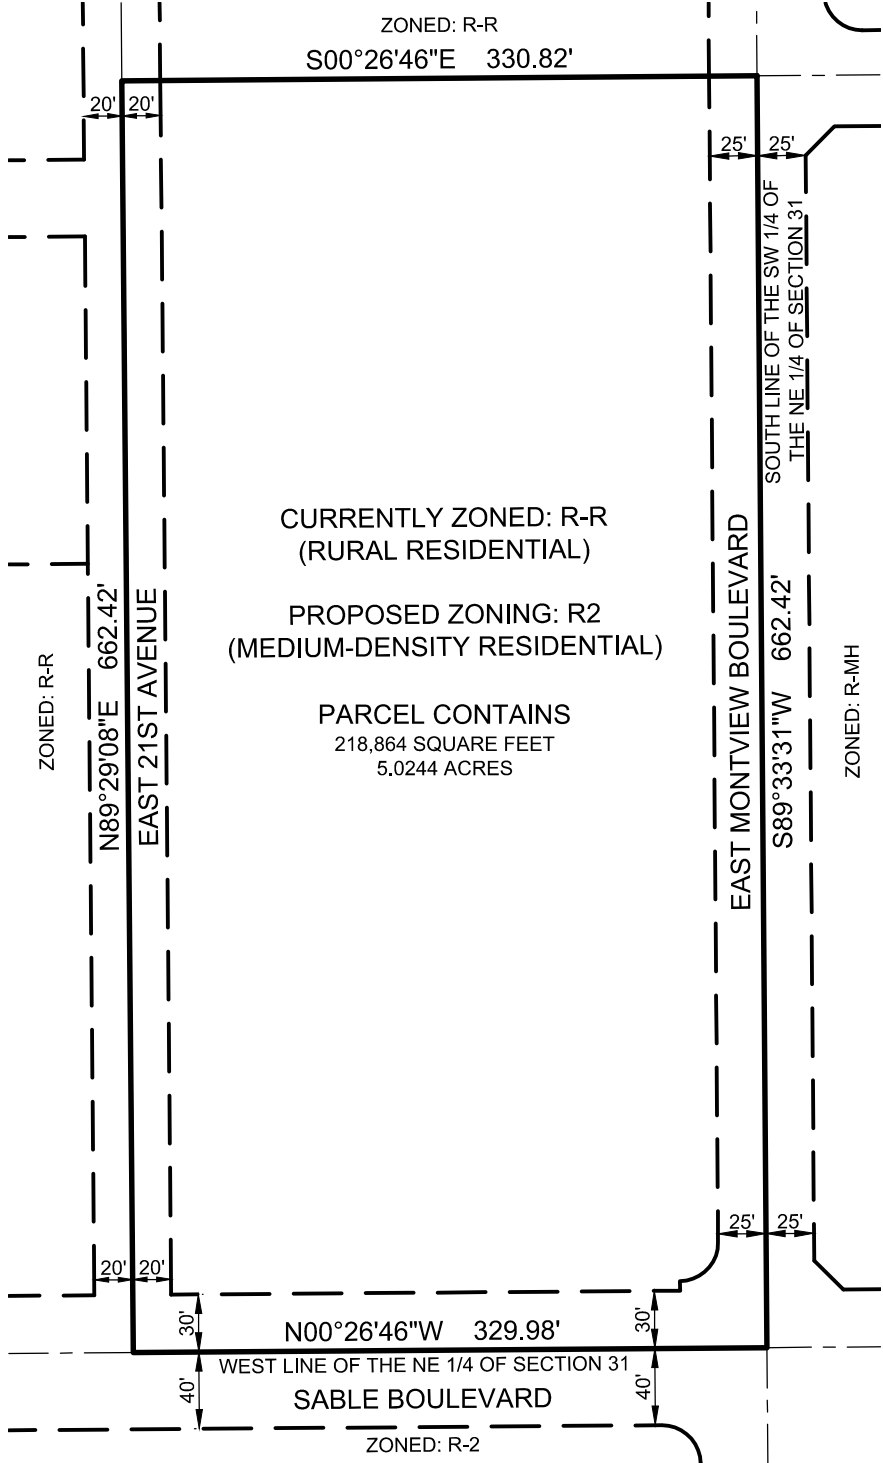 ZONED: R-R
S00°26'46"E 330.82'
20' 20'
25' 25'
SOUTH LINE OF THE SW 1/4 OF
THE NE 1/4 OF SECTION 31
CURRENTLY ZONED: R-R
(RURAL RESIDENTIAL)
PROPOSED ZONING: R2
(MEDIUM-DENSITY RESIDENTIAL)
PARCEL CONTAINS
218,864 SQUARE FEET
5.0244 ACRES
ZONED: R-R
N89°29'08"E 662.42'
EAST 21ST AVENUE
EAST MONTVIEW BOULEVARD
S89°33'31"W 662.42'
ZONED: R-MH
25' 25'
20' 20'
30'
N00°26'46"W 329.98'
30'
40'
WEST LINE OF THE NE 1/4 OF SECTION 31
40'
SABLE BOULEVARD
ZONED: R-2